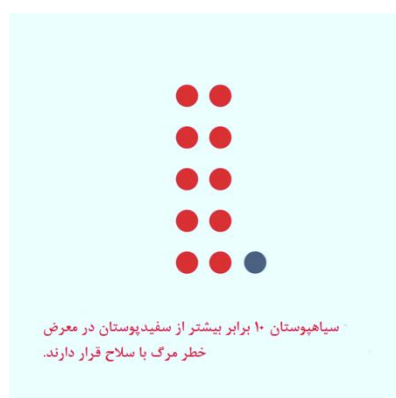 سیاهپوستان ۱۰ برابر بیشتر از سفیدپوستان در معرض
خطر مرگ با سلاح قرار دارند.